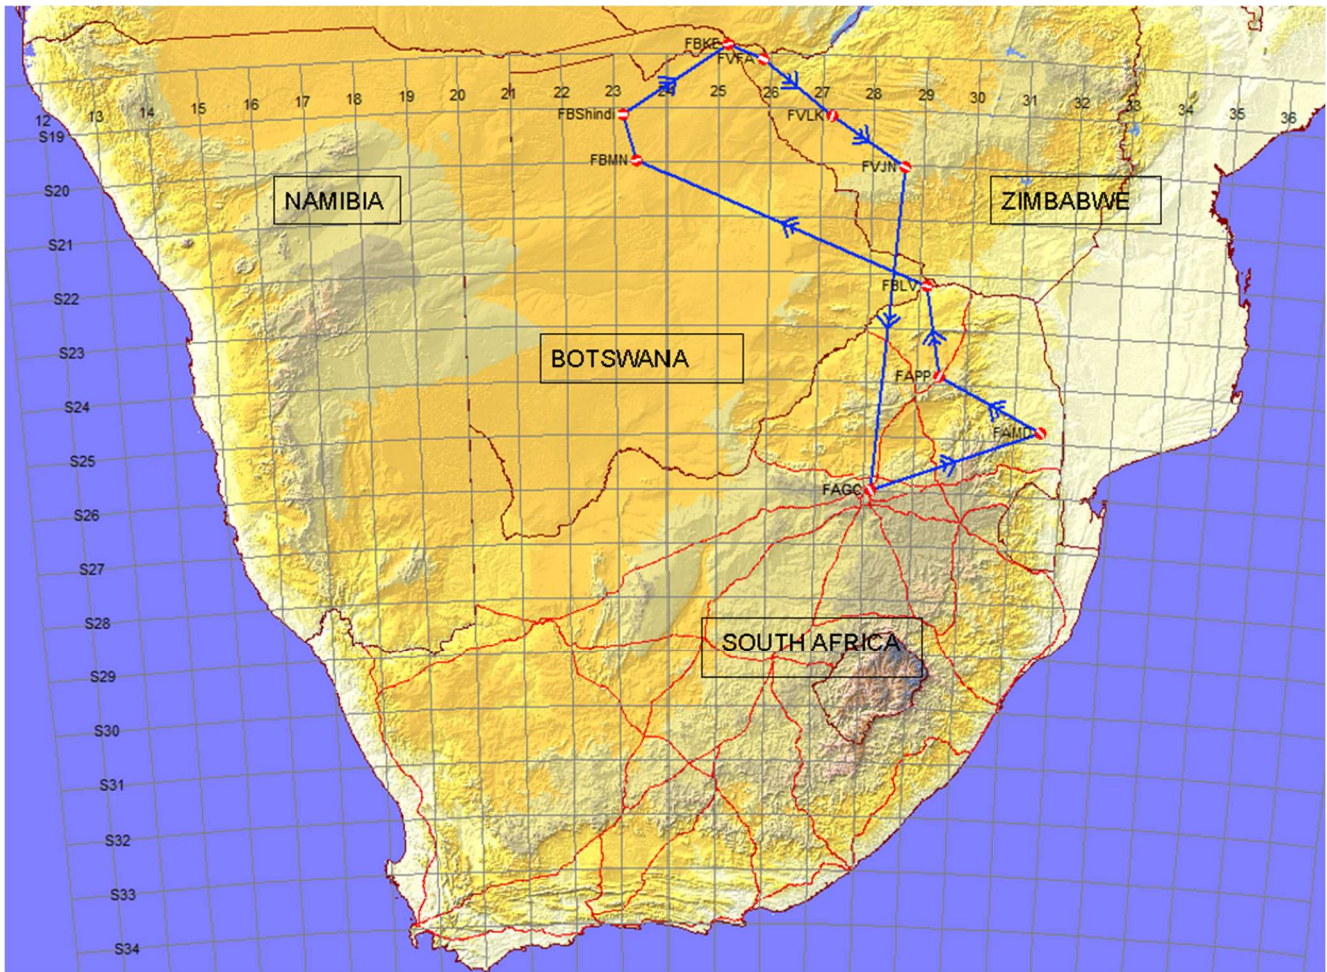 FBKE
FVFA
12 13 14 15 16 17 18 19 20 21 22 23 24 25 26 27 28 29 30 31 32 33 34 35 36
FBShindi
FVLK
S19
FBMN
FVJN
S20
NAMIBIA
ZIMBABWE
S21
S22
FBLV
S23
BOTSWANA
FAPP
S24
FAMD
S25
FAGC
S26
S27
S28
SOUTH AFRICA
S29
S30
S31
S32
S33
S34